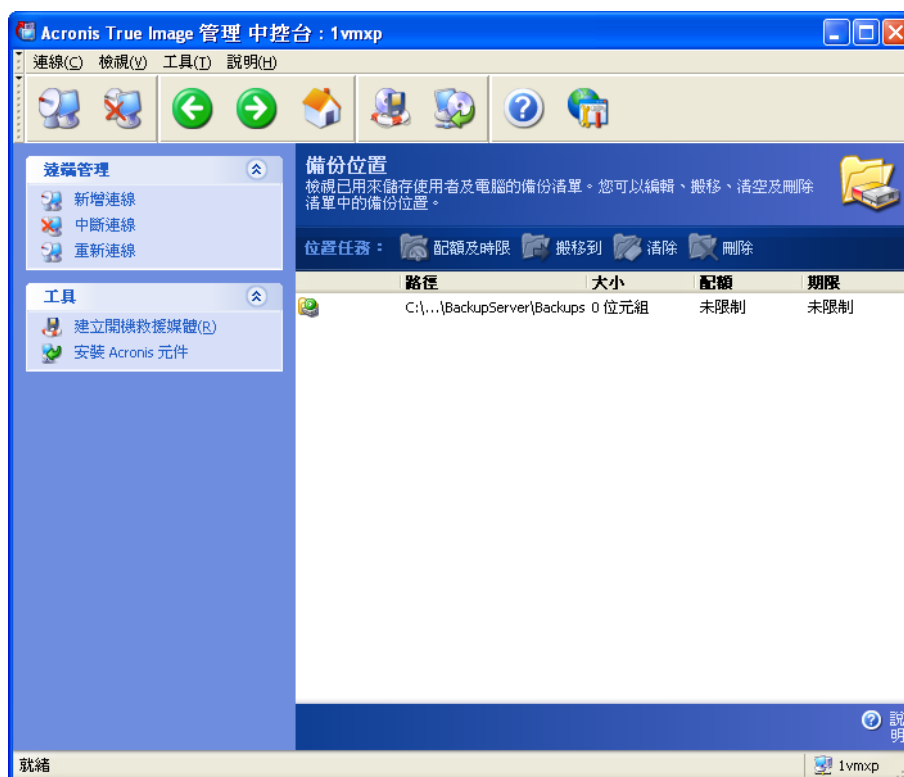 Acronis True Image 管理 中控台 : 1vmxp
連線(C) 檢視(V) 工具(T) 說明(H)
遠端管理
新增連線
中斷連線
重新連線
工具
建立開機救援媒體(R)
安裝 Acronis 元件
備份位置
檢視已用來儲存使用者及電腦的備份清單。您可以編輯、搬移、清空及刪除
清單中的備份位置。
位置任務： 配額及時限 搬移到 清除 刪除
路徑 大小 配額 期限
C:\...\BackupServer\Backups 0 位元組 未限制 未限制
說
明
就緒 1vmxp